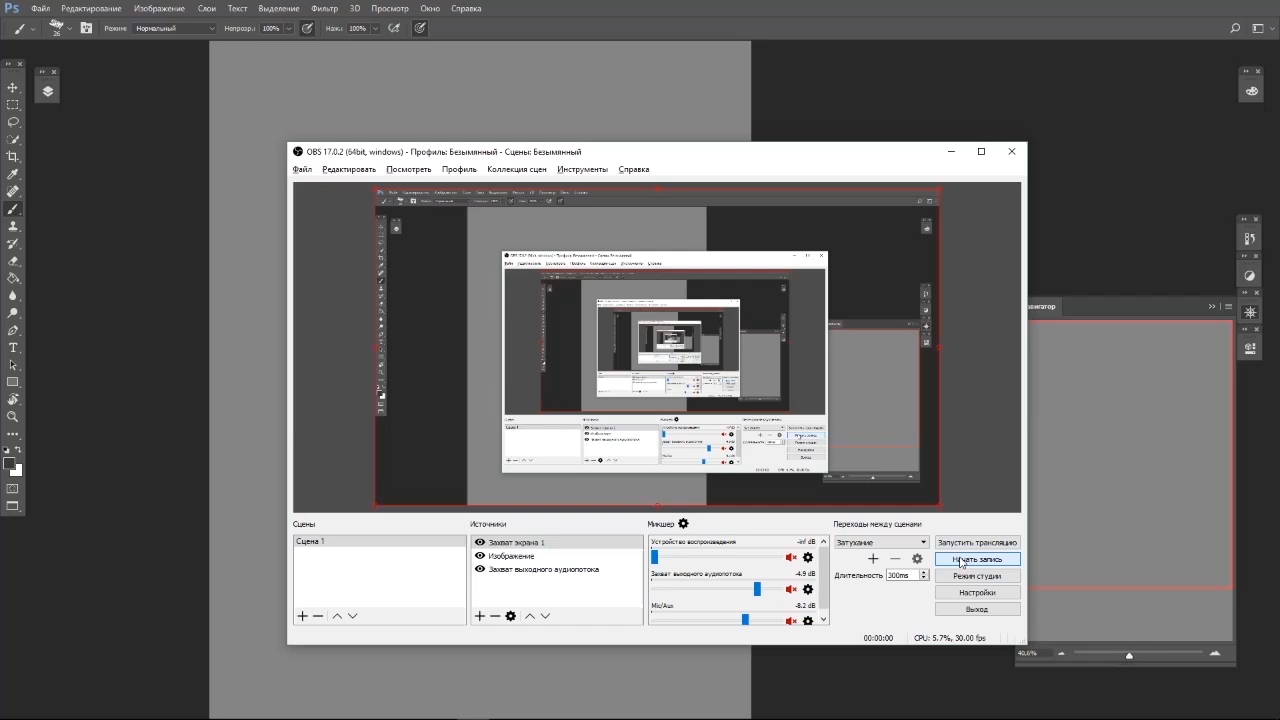 Ps Файл Редактирование Изображение Слои Текст Выделение Фильтр 3D Просмотр Окно Справка
26 Режим: Нормальный Непрозр.: 100% Наж.: 100%
OBS 17.0.2 (64bit, windows) - Профиль: Безымянный - Сцены: Безымянный
Файл Редактировать Посмотреть Профиль Коллекция сцен Инструменты Справка
авигатор
Сцены Источники Микшер Переходы между сценами
Сцена 1
Захват экрана 1
Изображение
Захват выходного аудиопотока
Устройство воспроизведения -inf dB
Захват выходного аудиопотока -4.9 dB
Mic/Aux -8.2 dB
Затухание
Длительность 300ms
Запустить трансляцию
Начать запись
Режим студии
Настройки
Выход
00:00:00 CPU: 5.7%, 30.00 fps
40,6%